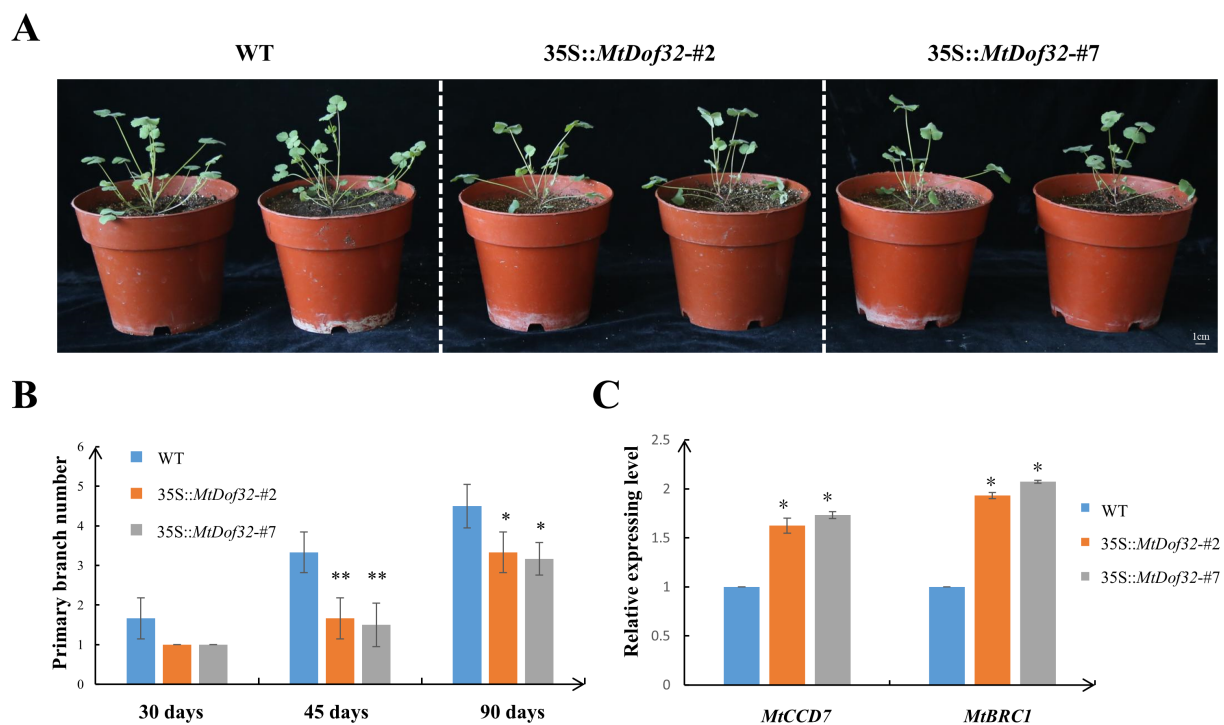 A
WT
35S::MtDof32-#2
35S::MtDof32-#7
1cm
B
Primary branch number
6
5
4
3
2
1
0
WT
35S::MtDof32-#2
35S::MtDof32-#7
**
**
*
*
30 days
45 days
90 days
C
Relative expressing level
2.5
2
1.5
1
0.5
0
*
*
*
*
WT
35S::MtDof32-#2
35S::MtDof32-#7
MtCCD7
MtBRC1